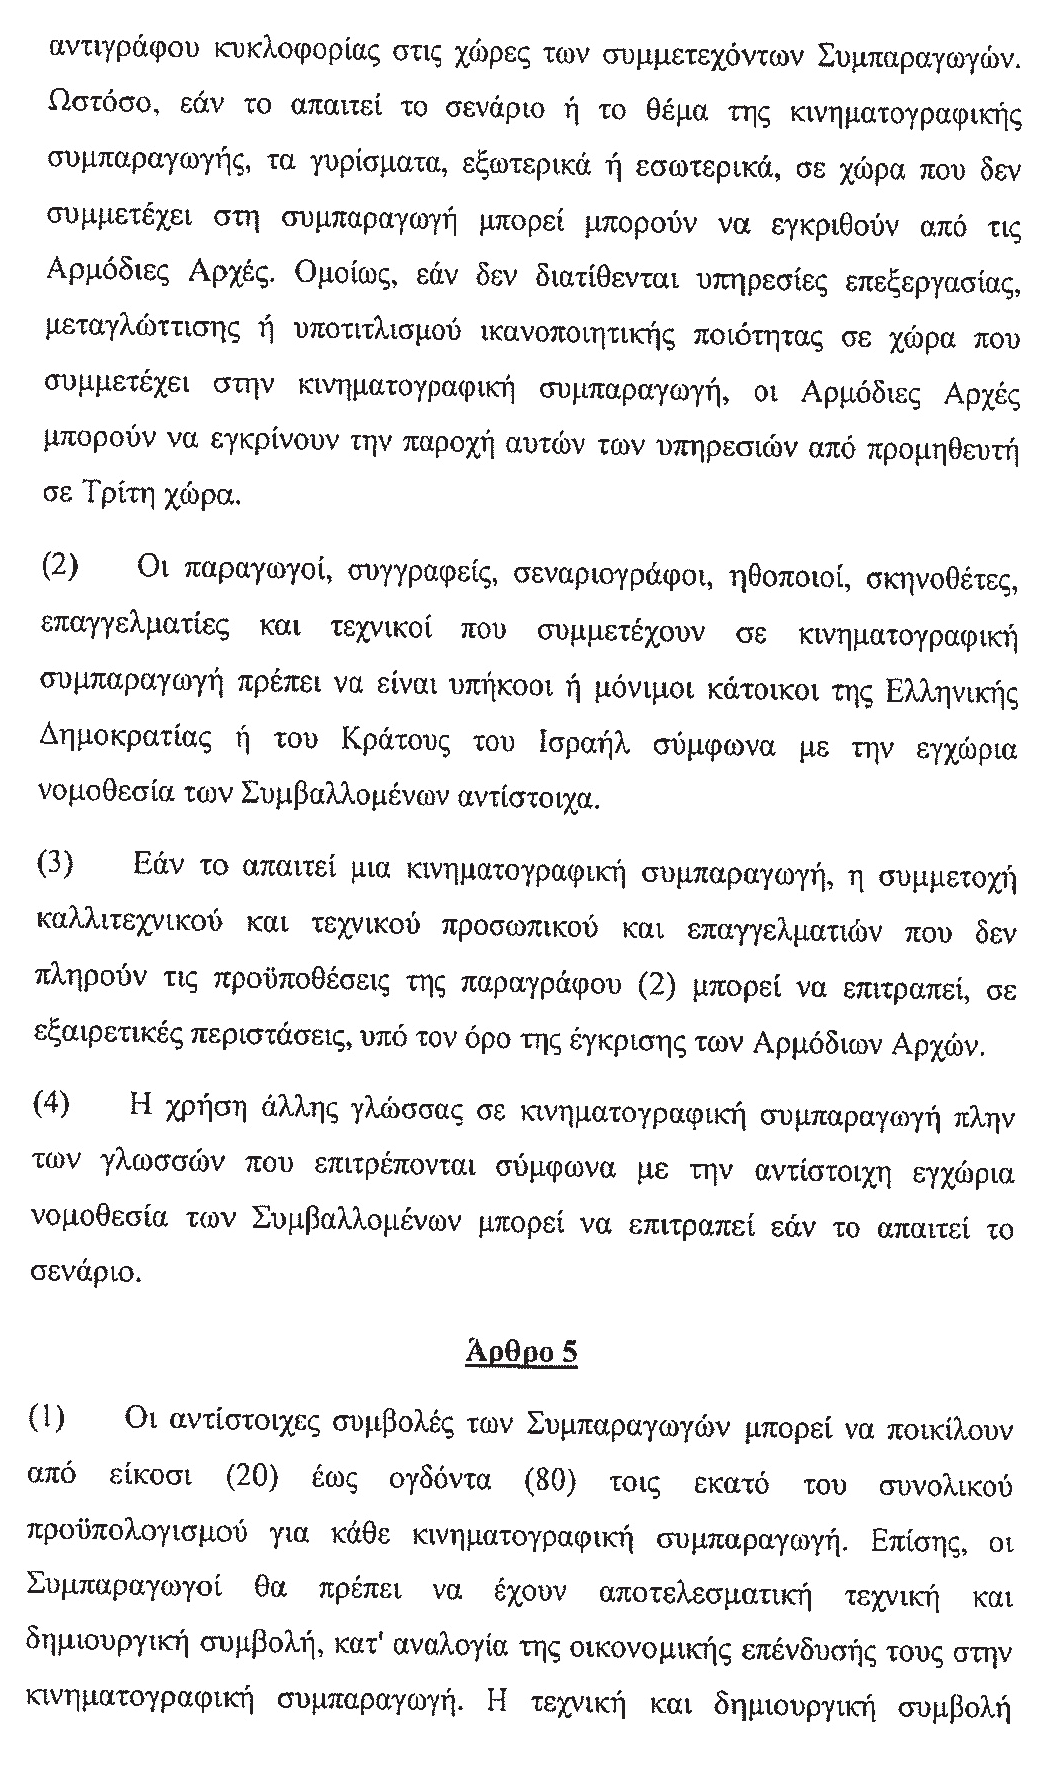 αντιγράφου κυκλοφορίας στις χώρες των συμμετεχόντων Συμπαραγωγών.
Ωστόσο, εάν το απαιτεί το σενάριο ή το θέμα της κινηματογραφικής
συμπαραγωγής, τα γυρίσματα, εξωτερικά ή εσωτερικά, σε χώρα που δεν
συμμετέχει στη συμπαραγωγή μπορεί μπορούν να εγκριθούν από τις
Αρμόδιες Αρχές. Ομοίως, εάν δεν διατίθενται υπηρεσίες επεξεργασίας,
μεταγλώττισης ή υποτιτλισμού ικανοποιητικής ποιότητας σε χώρα που
συμμετέχει στην κινηματογραφική συμπαραγωγή, οι Αρμόδιες Αρχές
μπορούν να εγκρίνουν την παροχή αυτών των υπηρεσιών από προμηθευτή
σε Τρίτη χώρα.
(2) Οι παραγωγοί, συγγραφείς, σεναριογράφοι, ηθοποιοί, σκηνοθέτες,
επαγγελματίες και τεχνικοί που συμμετέχουν σε κινηματογραφική
συμπαραγωγή πρέπει να είναι υπήκοοι ή μόνιμοι κάτοικοι της Ελληνικής
Δημοκρατίας ή του Κράτους του Ισραήλ σύμφωνα με την εγχώρια
νομοθεσία των Συμβαλλομένων αντίστοιχα.
(3) Εάν το απαιτεί μια κινηματογραφική συμπαραγωγή, η συμμετοχή
καλλιτεχνικού και τεχνικού προσωπικού και επαγγελματιών που δεν
πληρούν τις προϋποθέσεις της παραγράφου (2) μπορεί να επιτραπεί, σε
εξαιρετικές περιστάσεις, υπό τον όρο της έγκρισης των Αρμόδιων Αρχών.
(4) Η χρήση άλλης γλώσσας σε κινηματογραφική συμπαραγωγή πλην
των γλωσσών που επιτρέπονται σύμφωνα με την αντίστοιχη εγχώρια
νομοθεσία των Συμβαλλομένων μπορεί να επιτραπεί εάν το απαιτεί το
σενάριο.
Άρθρο 5
(1) Οι αντίστοιχες συμβολές των Συμπαραγωγών μπορεί να ποικίλουν
από είκοσι (20) έως ογδόντα (80) τοις εκατό του συνολικού
προϋπολογισμού για κάθε κινηματογραφική συμπαραγωγή. Επίσης, οι
Συμπαραγωγοί θα πρέπει να έχουν αποτελεσματική τεχνική και
δημιουργική συμβολή, κατ' αναλογία της οικονομικής επένδυσής τους στην
κινηματογραφική συμπαραγωγή. Η τεχνική και δημιουργική συμβολή